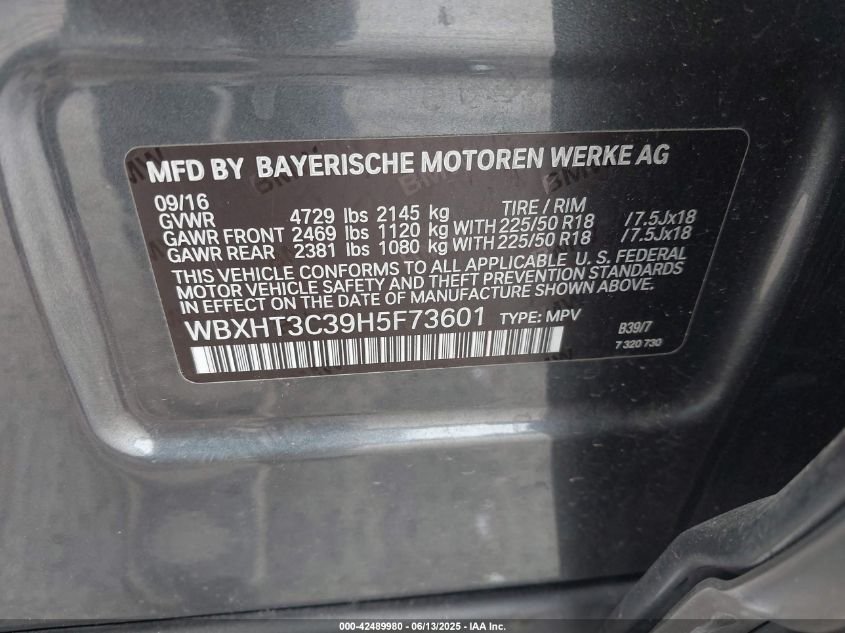 MFD BY BAYERISCHE MOTOREN WERKE AG
09/16 TIRE / RIM
GVWR 4729 lbs 2145 kg
GAWR FRONT 2469 lbs 1120 kg WITH 225/50 R18 /7.5Jx18
GAWR REAR 2381 lbs 1080 kg WITH 225/50 R18 /7.5Jx18
THIS VEHICLE CONFORMS TO ALL APPLICABLE U.S. FEDERAL
MOTOR VEHICLE SAFETY AND THEFT PREVENTION STANDARDS
IN EFFECT ON THE DATE OF MANUFACTURE SHOWN ABOVE.
WBXHT3C39H5F73601 TYPE: MPV B39/7
7 320 730
000-42489980 - 06/13/2025 - IAA Inc.